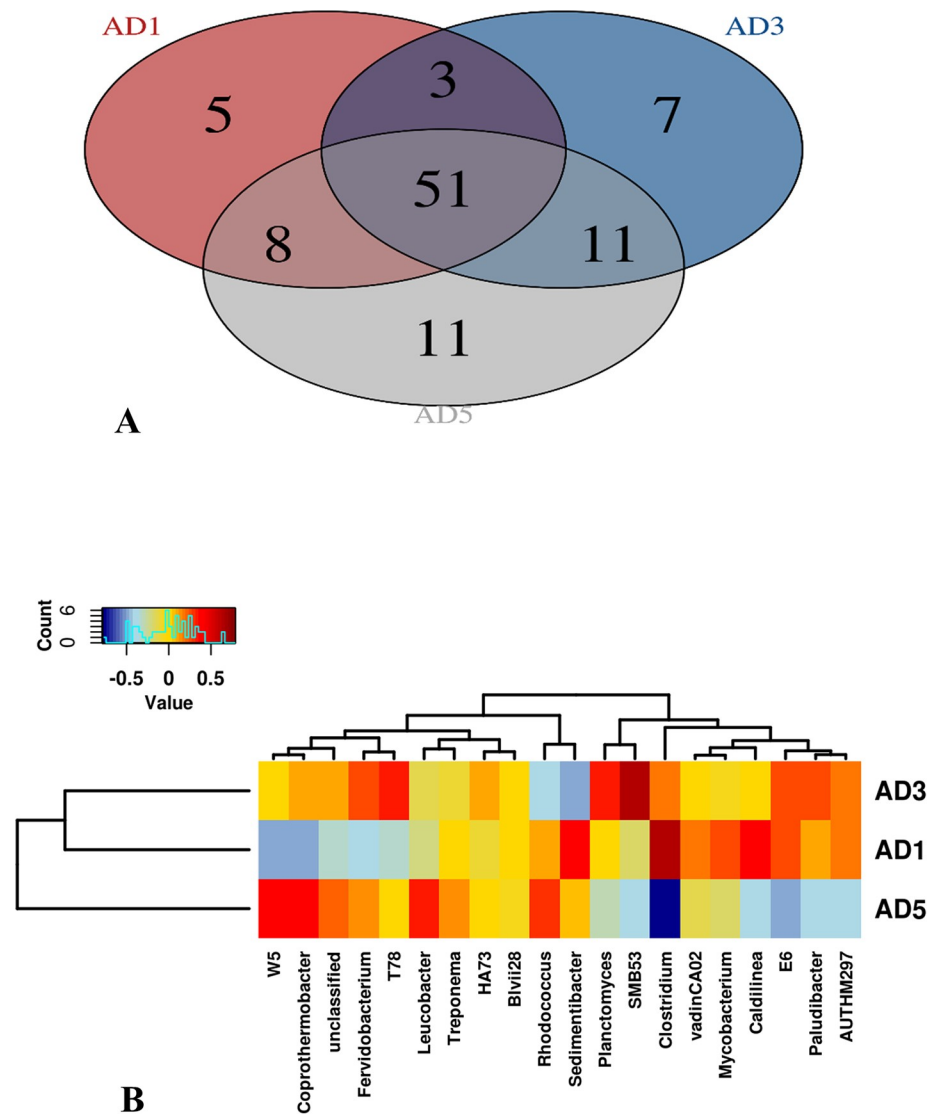 AD1 AD3
3
5 7
51
8 11
11
AD5
A
Count
6
0
-0.5 0 0.5
Value
AD3
AD1
AD5
W5
Coprothermobacter
unclassified
Fervidobacterium
T78
Leucobacter
Treponema
HA73
Blvii28
Rhodococcus
Sedimentibacter
Planctomyces
SMB53
Clostridium
vadinCA02
Mycobacterium
Caldilinea
E6
Paludibacter
AUTHM297
B